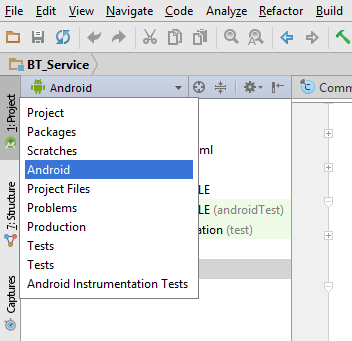 File Edit View Navigate Code Analyze Refactor Build
BT_Service
Android
Comm
1: Project
7: Structure
Captures
Project
Packages
Scratches
Android
Project Files
Problems
Production
Tests
Tests
Android Instrumentation Tests
ml
LE
LE (androidTest)
ation (test)